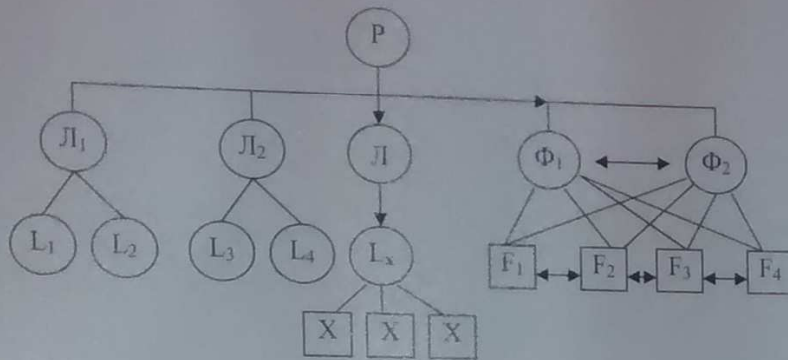 Р
Л₁ Л₂ Л Ф₁ Ф₂
L₁ L₂ L₃ L₄ Lₓ F₁ F₂ F₃ F₄
X X X